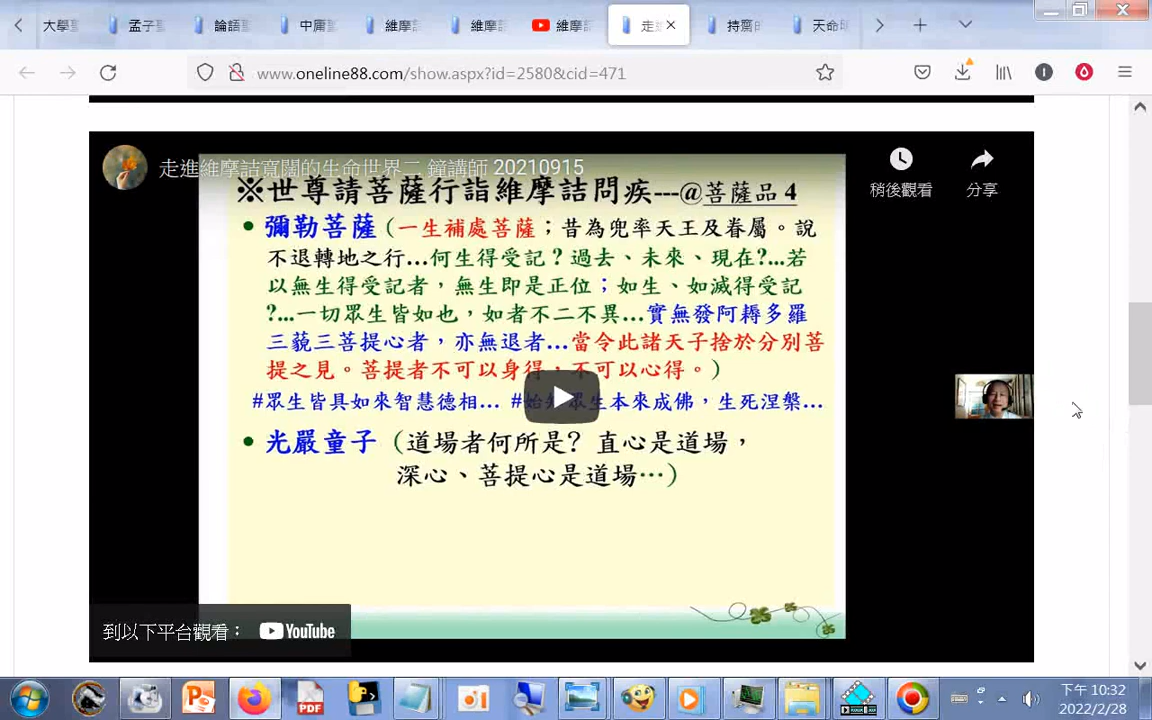 大學
孟子
論語
中庸
維摩
維摩
維摩
走
持齋
天命
www.oneline88.com/show.aspx?id=2580&cid=471
走進維摩詰寬闊的生命世界二 鐘講師 20210915
稍後觀看
分享
※世尊請菩薩行詣維摩詰問疾---@菩薩品 4
• 彌勒菩薩 (一生補處菩薩；昔為兜率天王及眷屬。說
不退轉地之行...何生得受記？過去、未來、現在?...若
以無生得受記者，無生即是正位；如生、如滅得受記
?...一切眾生皆如也，如者不二不異...實無發阿耨多羅
三藐三菩提心者，亦無退者...當令此諸天子捨於分別菩
提之見。菩提者不可以身得，不可以心得。)
#眾生皆具如來智慧德相... #始知眾生本來成佛，生死涅槃...
• 光嚴童子 (道場者何所是? 直心是道場，
深心、菩提心是道場…)
到以下平台觀看：
YouTube
PDF
下午 10:32
2022/2/28